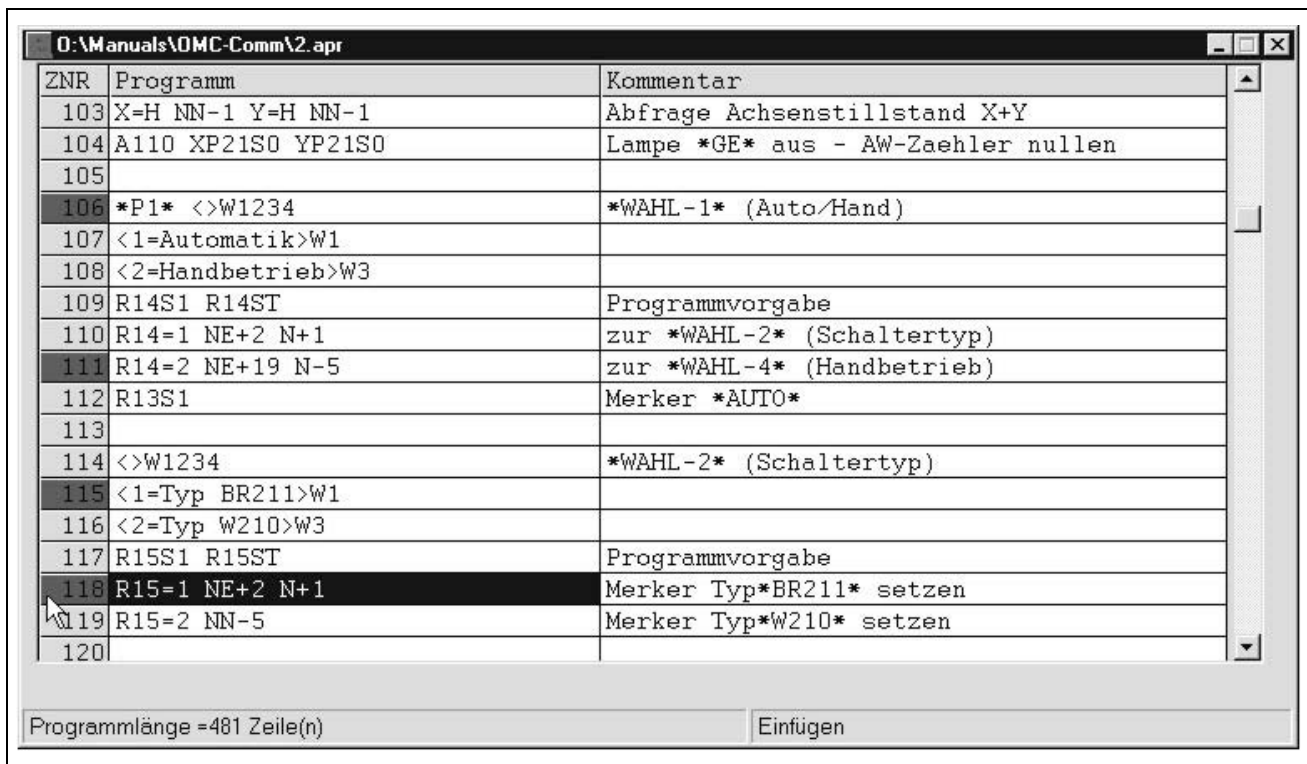 O:\Manuals\OMC-Comm\2.apr
ZNR Programm Kommentar
103 X=H NN-1 Y=H NN-1 Abfrage Achsenstillstand X+Y
104 A110 XP21S0 YP21S0 Lampe *GE* aus - AW-Zaehler nullen
105
106 *P1* <>W1234 *WAHL-1* (Auto/Hand)
107 <1=Automatik>W1
108 <2=Handbetrieb>W3
109 R14S1 R14ST Programmvorgabe
110 R14=1 NE+2 N+1 zur *WAHL-2* (Schaltertyp)
111 R14=2 NE+19 N-5 zur *WAHL-4* (Handbetrieb)
112 R13S1 Merker *AUTO*
113
114 <>W1234 *WAHL-2* (Schaltertyp)
115 <1=Typ BR211>W1
116 <2=Typ W210>W3
117 R15S1 R15ST Programmvorgabe
118 R15=1 NE+2 N+1 Merker Typ*BR211* setzen
119 R15=2 NN-5 Merker Typ*W210* setzen
120
Programmlänge =481 Zeile(n) Einfügen